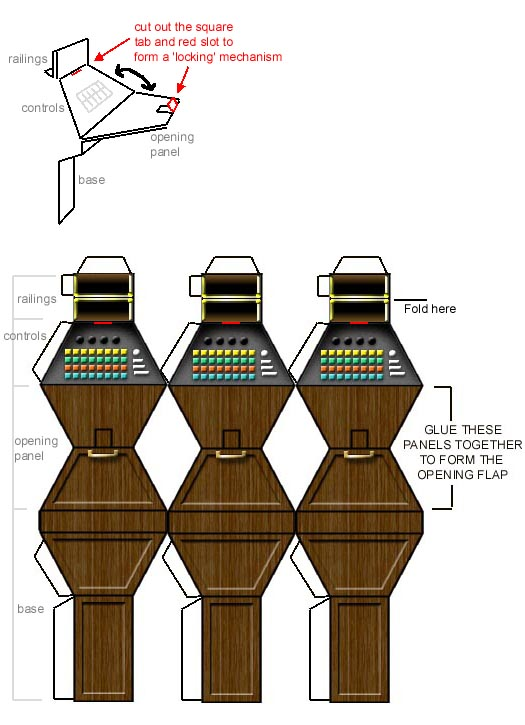 cut out the square
tab and red slot to
form a 'locking' mechanism
railings
controls
opening
panel
base
railings
Fold here
controls
opening
panel
GLUE THESE
PANELS TOGETHER
TO FORM THE
OPENING FLAP
base